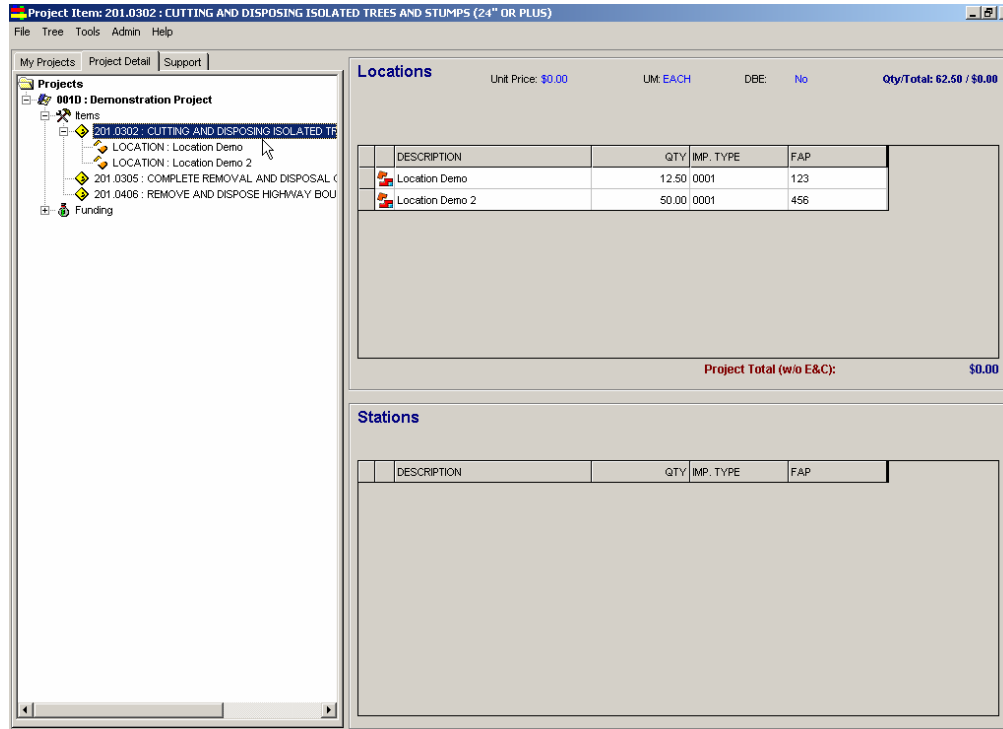 Project Item: 201.0302 : CUTTING AND DISPOSING ISOLATED TREES AND STUMPS (24" OR PLUS)
File Tree Tools Admin Help
My Projects Project Detail Support
Projects
001D : Demonstration Project
Items
201.0302 : CUTTING AND DISPOSING ISOLATED TR
LOCATION : Location Demo
LOCATION : Location Demo 2
201.0305 : COMPLETE REMOVAL AND DISPOSAL
201.0406 : REMOVE AND DISPOSE HIGHWAY BOU
Funding
Locations
Unit Price: $0.00 UM: EACH DBE: No Qty/Total: 62.50 / $0.00
DESCRIPTION QTY IMP. TYPE FAP
Location Demo 12.50 0001 123
Location Demo 2 50.00 0001 456
Project Total (w/o E&C): $0.00
Stations
DESCRIPTION QTY IMP. TYPE FAP